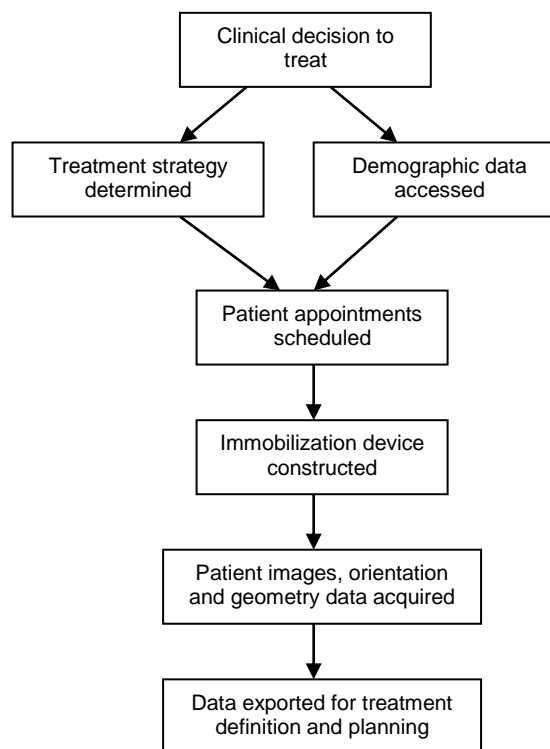 Clinical decision to
treat
Treatment strategy
determined
Demographic data
accessed
Patient appointments
scheduled
Immobilization device
constructed
Patient images, orientation
and geometry data acquired
Data exported for treatment
definition and planning